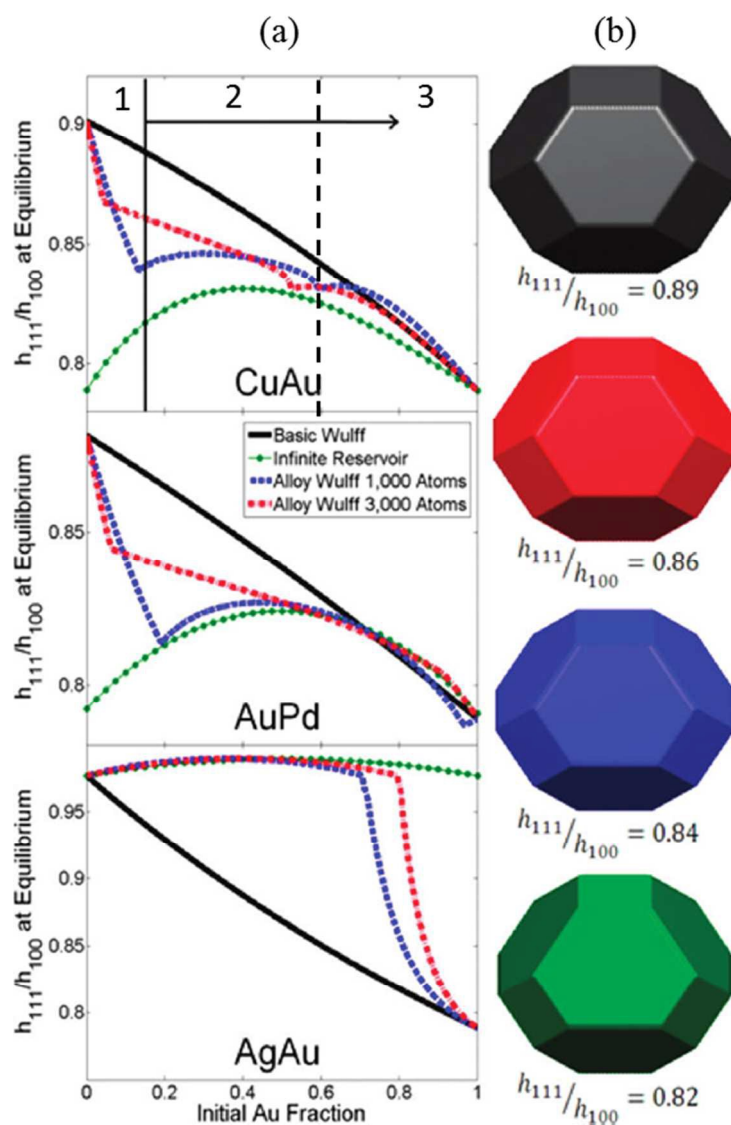 (a)
(b)
1
2
3
0.9
0.85
0.8
h111/h100 at Equilibrium
CuAu
h111/h100 = 0.89
Basic Wulff
Infinite Reservoir
Alloy Wulff 1,000 Atoms
Alloy Wulff 3,000 Atoms
0.85
0.8
h111/h100 at Equilibrium
AuPd
h111/h100 = 0.86
0.95
0.9
0.85
0.8
h111/h100 at Equilibrium
AgAu
h111/h100 = 0.84
0 0.2 0.4 0.6 0.8 1
Initial Au Fraction
h111/h100 = 0.82